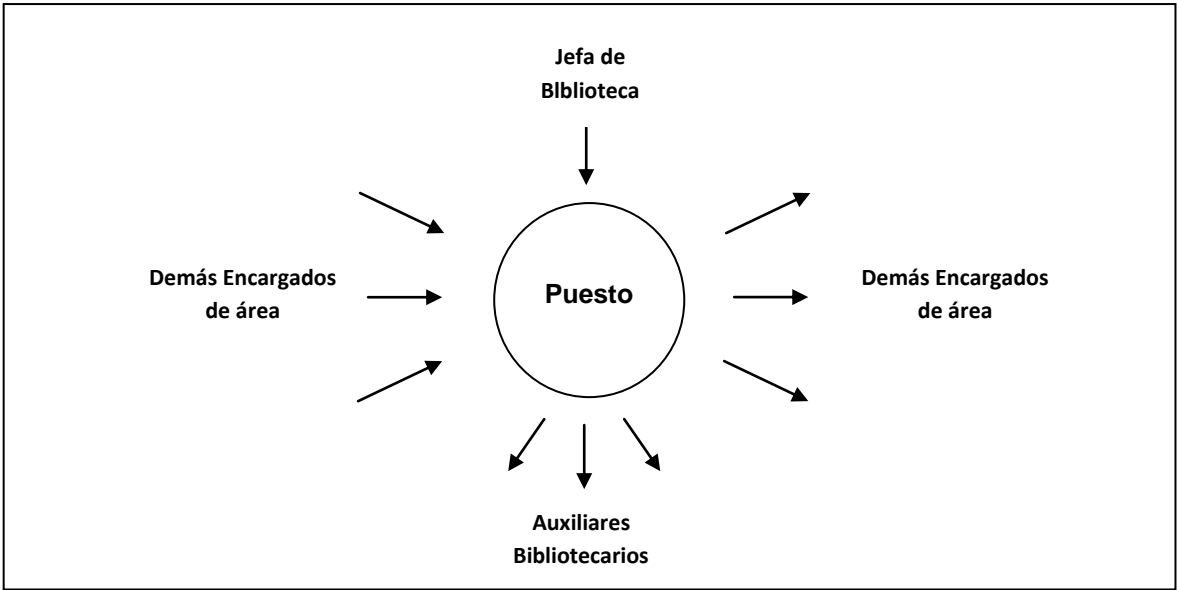 Jefa de
Blblioteca
Demás Encargados
de área
Puesto
Demás Encargados
de área
Auxiliares
Bibliotecarios